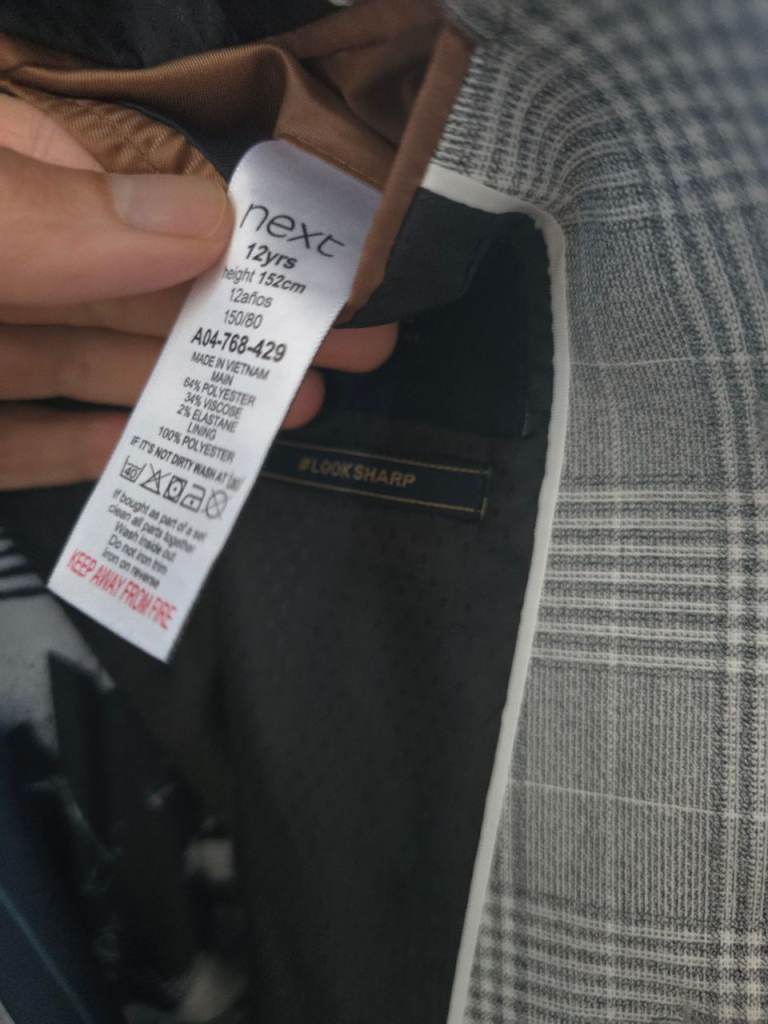 next
12yrs
height 152cm
12años
150/80
A04-768-429
MADE IN VIETNAM
MAIN
64% POLYESTER
34% VISCOSE
2% ELASTANE
LINING
100% POLYESTER
IF IT'S NOT DIRTY WASH AT
40
If bought as part of a set
clean all parts together
Wash inside out
Do not iron trim
Iron on reverse
KEEP AWAY FROM FIRE
#LOOKSHARP